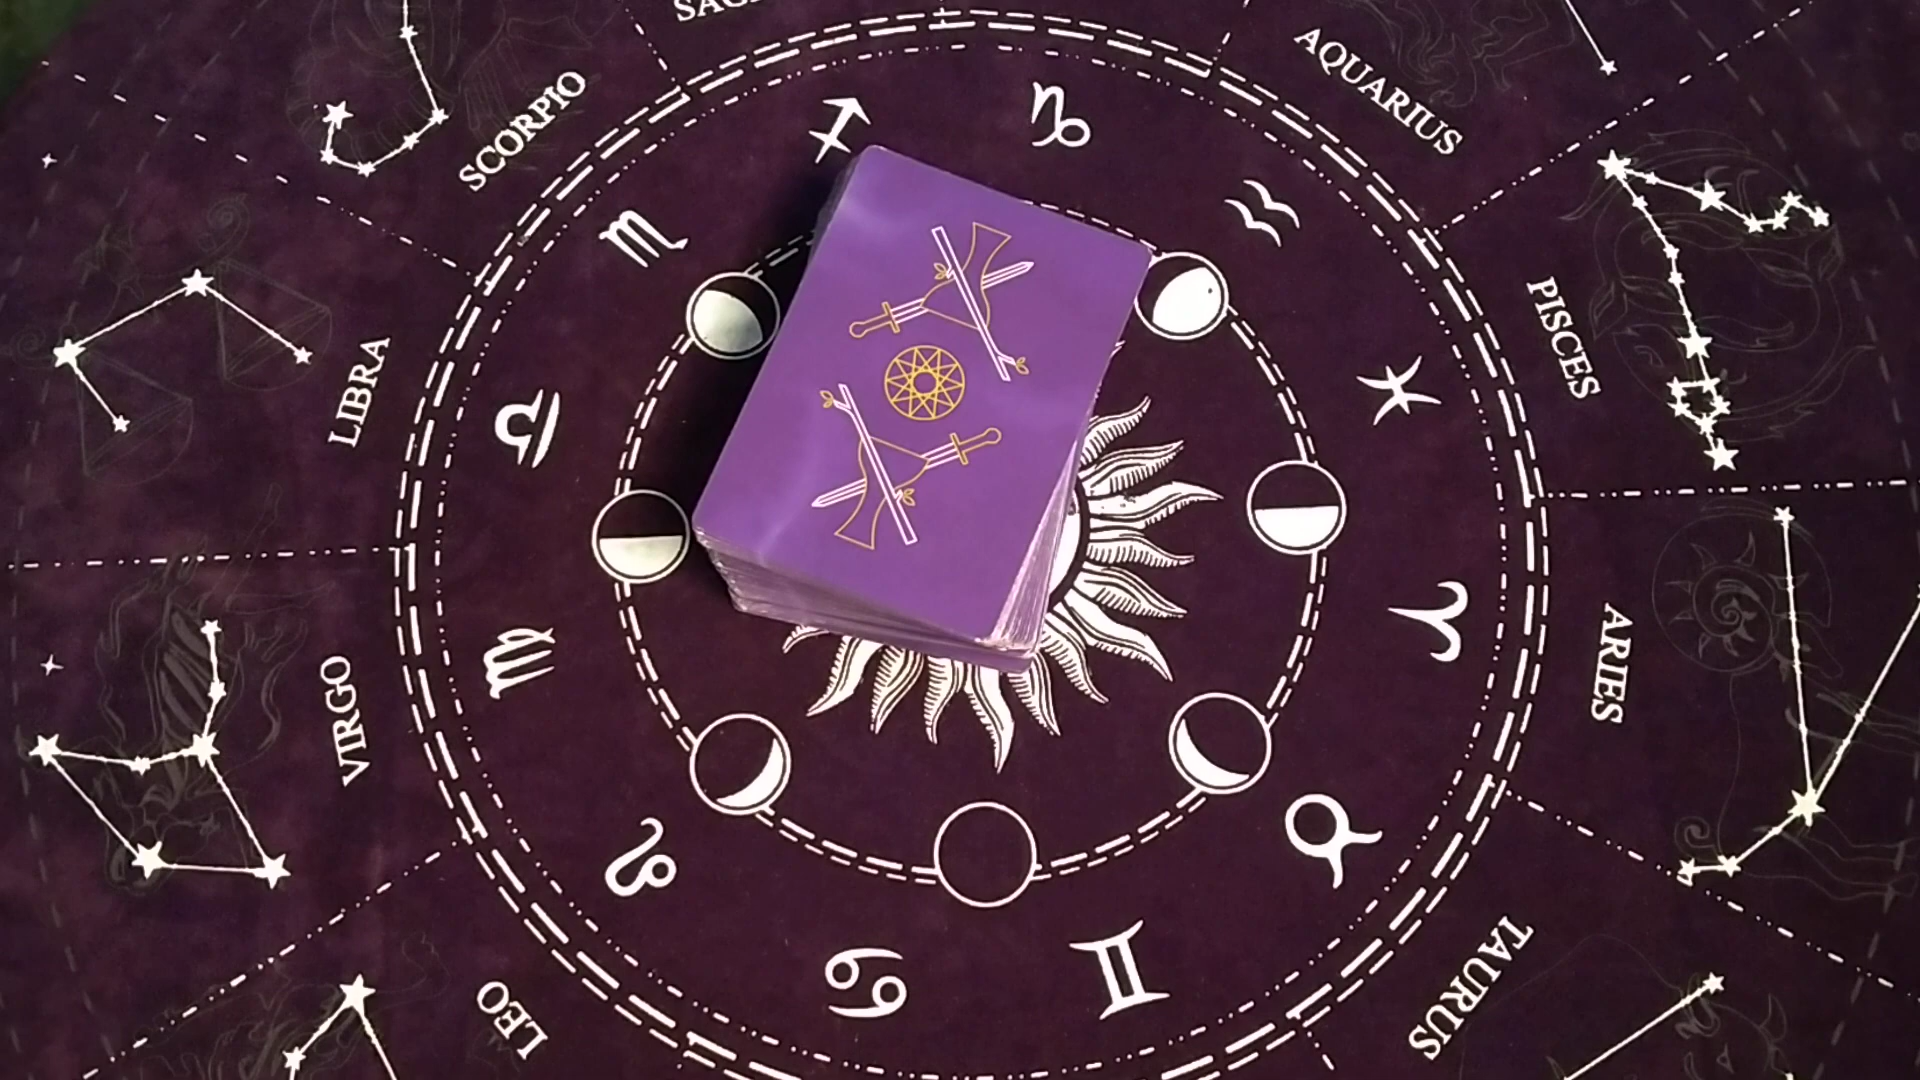 SCORPIO
AQUARIUS
LIBRA
PISCES
VIRGO
ARIES
LEO
TAURUS